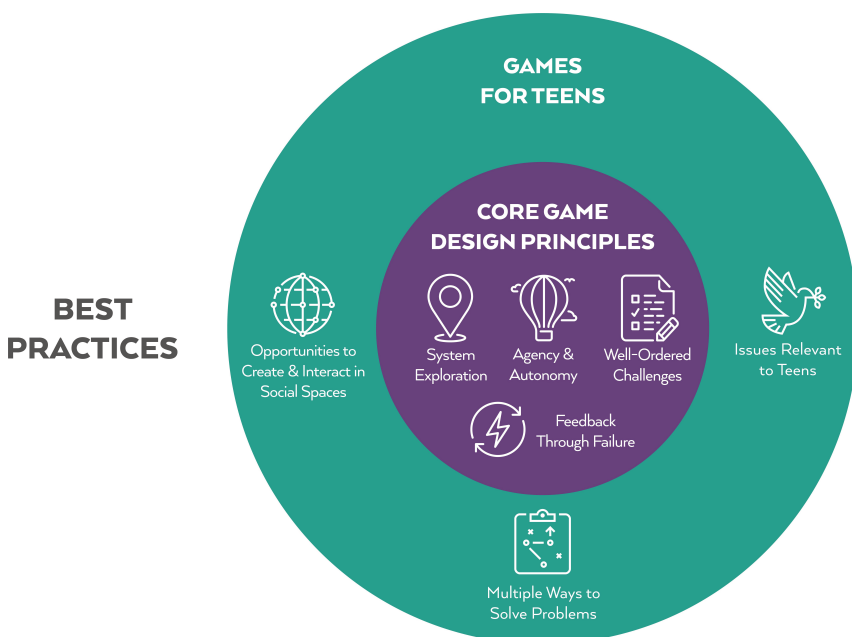 GAMES
FOR TEENS
CORE GAME
DESIGN PRINCIPLES
BEST
PRACTICES
Opportunities to
Create & Interact in
Social Spaces
System
Exploration
Agency &
Autonomy
Well-Ordered
Challenges
Issues Relevant
to Teens
Feedback
Through Failure
Multiple Ways to
Solve Problems